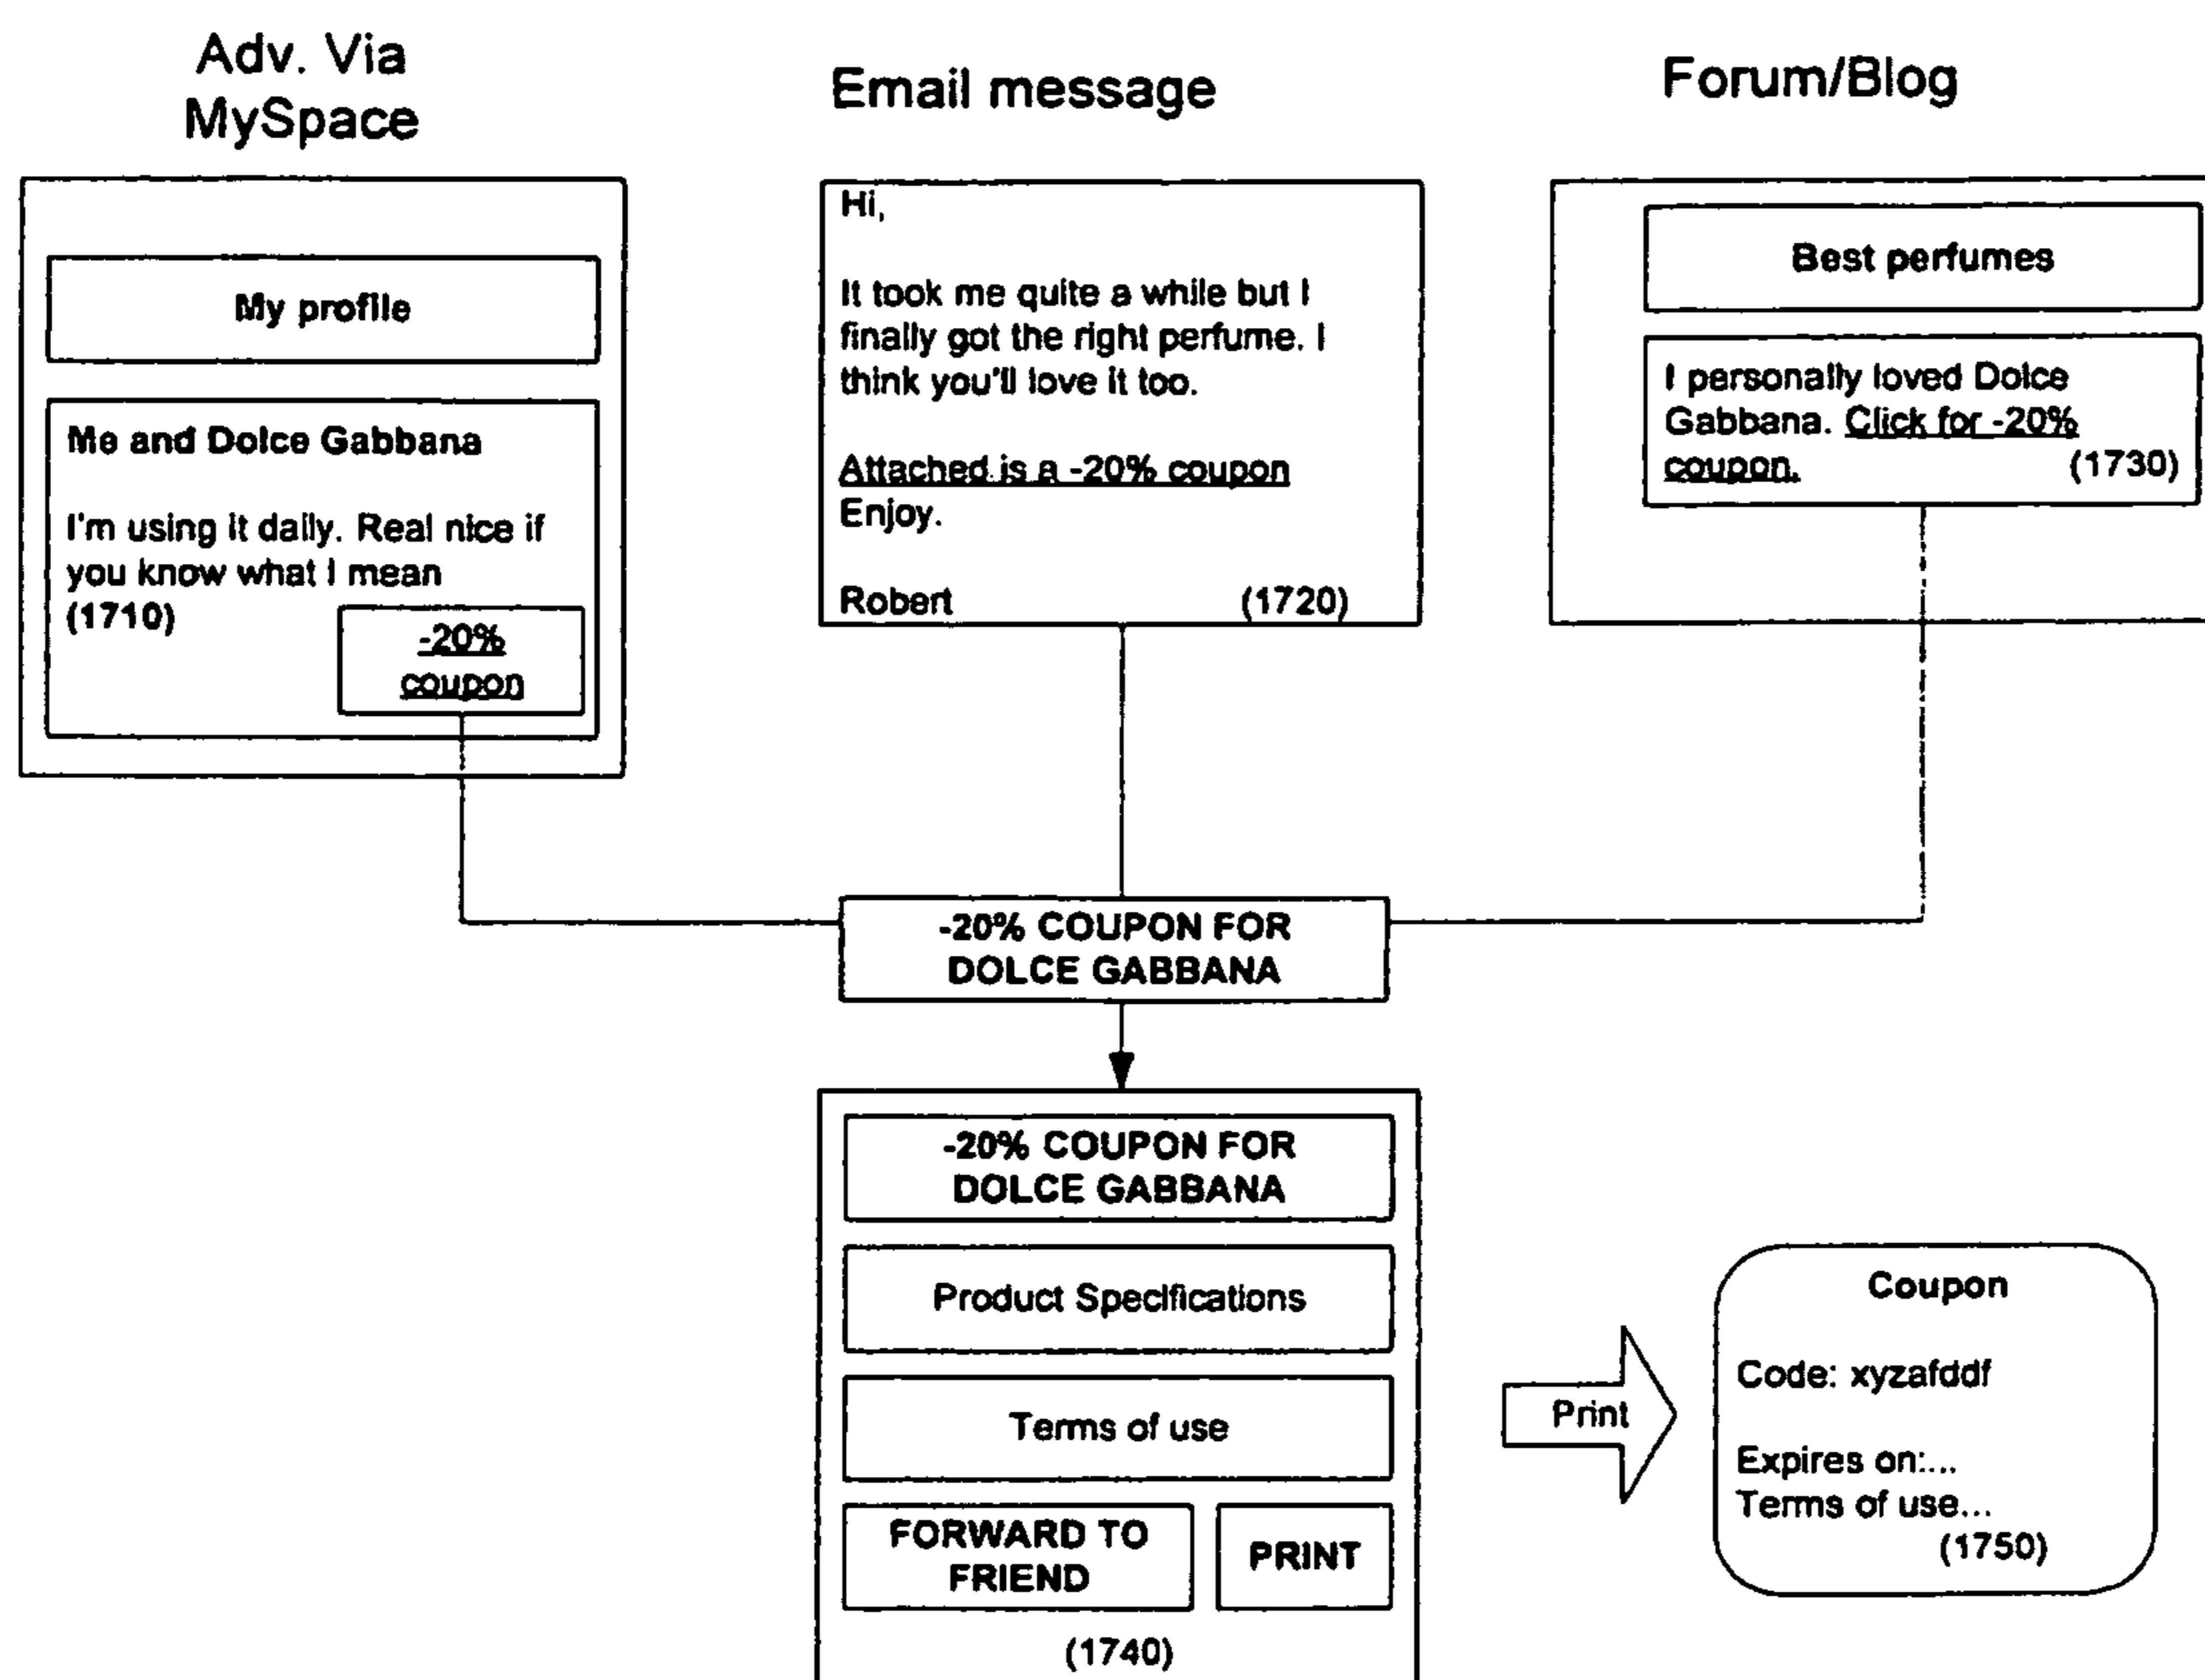 Adv. Via
MySpace
Email message
Forum/Blog
My profile
Me and Dolce Gabbana
I'm using it daily. Real nice if
you know what I mean
(1710)
-20%
coupon
Hi,
It took me quite a while but I
finally got the right perfume. I
think you'll love it too.
Attached is a -20% coupon
Enjoy.
Robert (1720)
Best perfumes
I personally loved Dolce
Gabbana. Click for -20%
coupon. (1730)
-20% COUPON FOR
DOLCE GABBANA
-20% COUPON FOR
DOLCE GABBANA
Product Specifications
Terms of use
FORWARD TO
FRIEND
PRINT
(1740)
Print
Coupon
Code: xyzafddf
Expires on:...
Terms of use...
(1750)